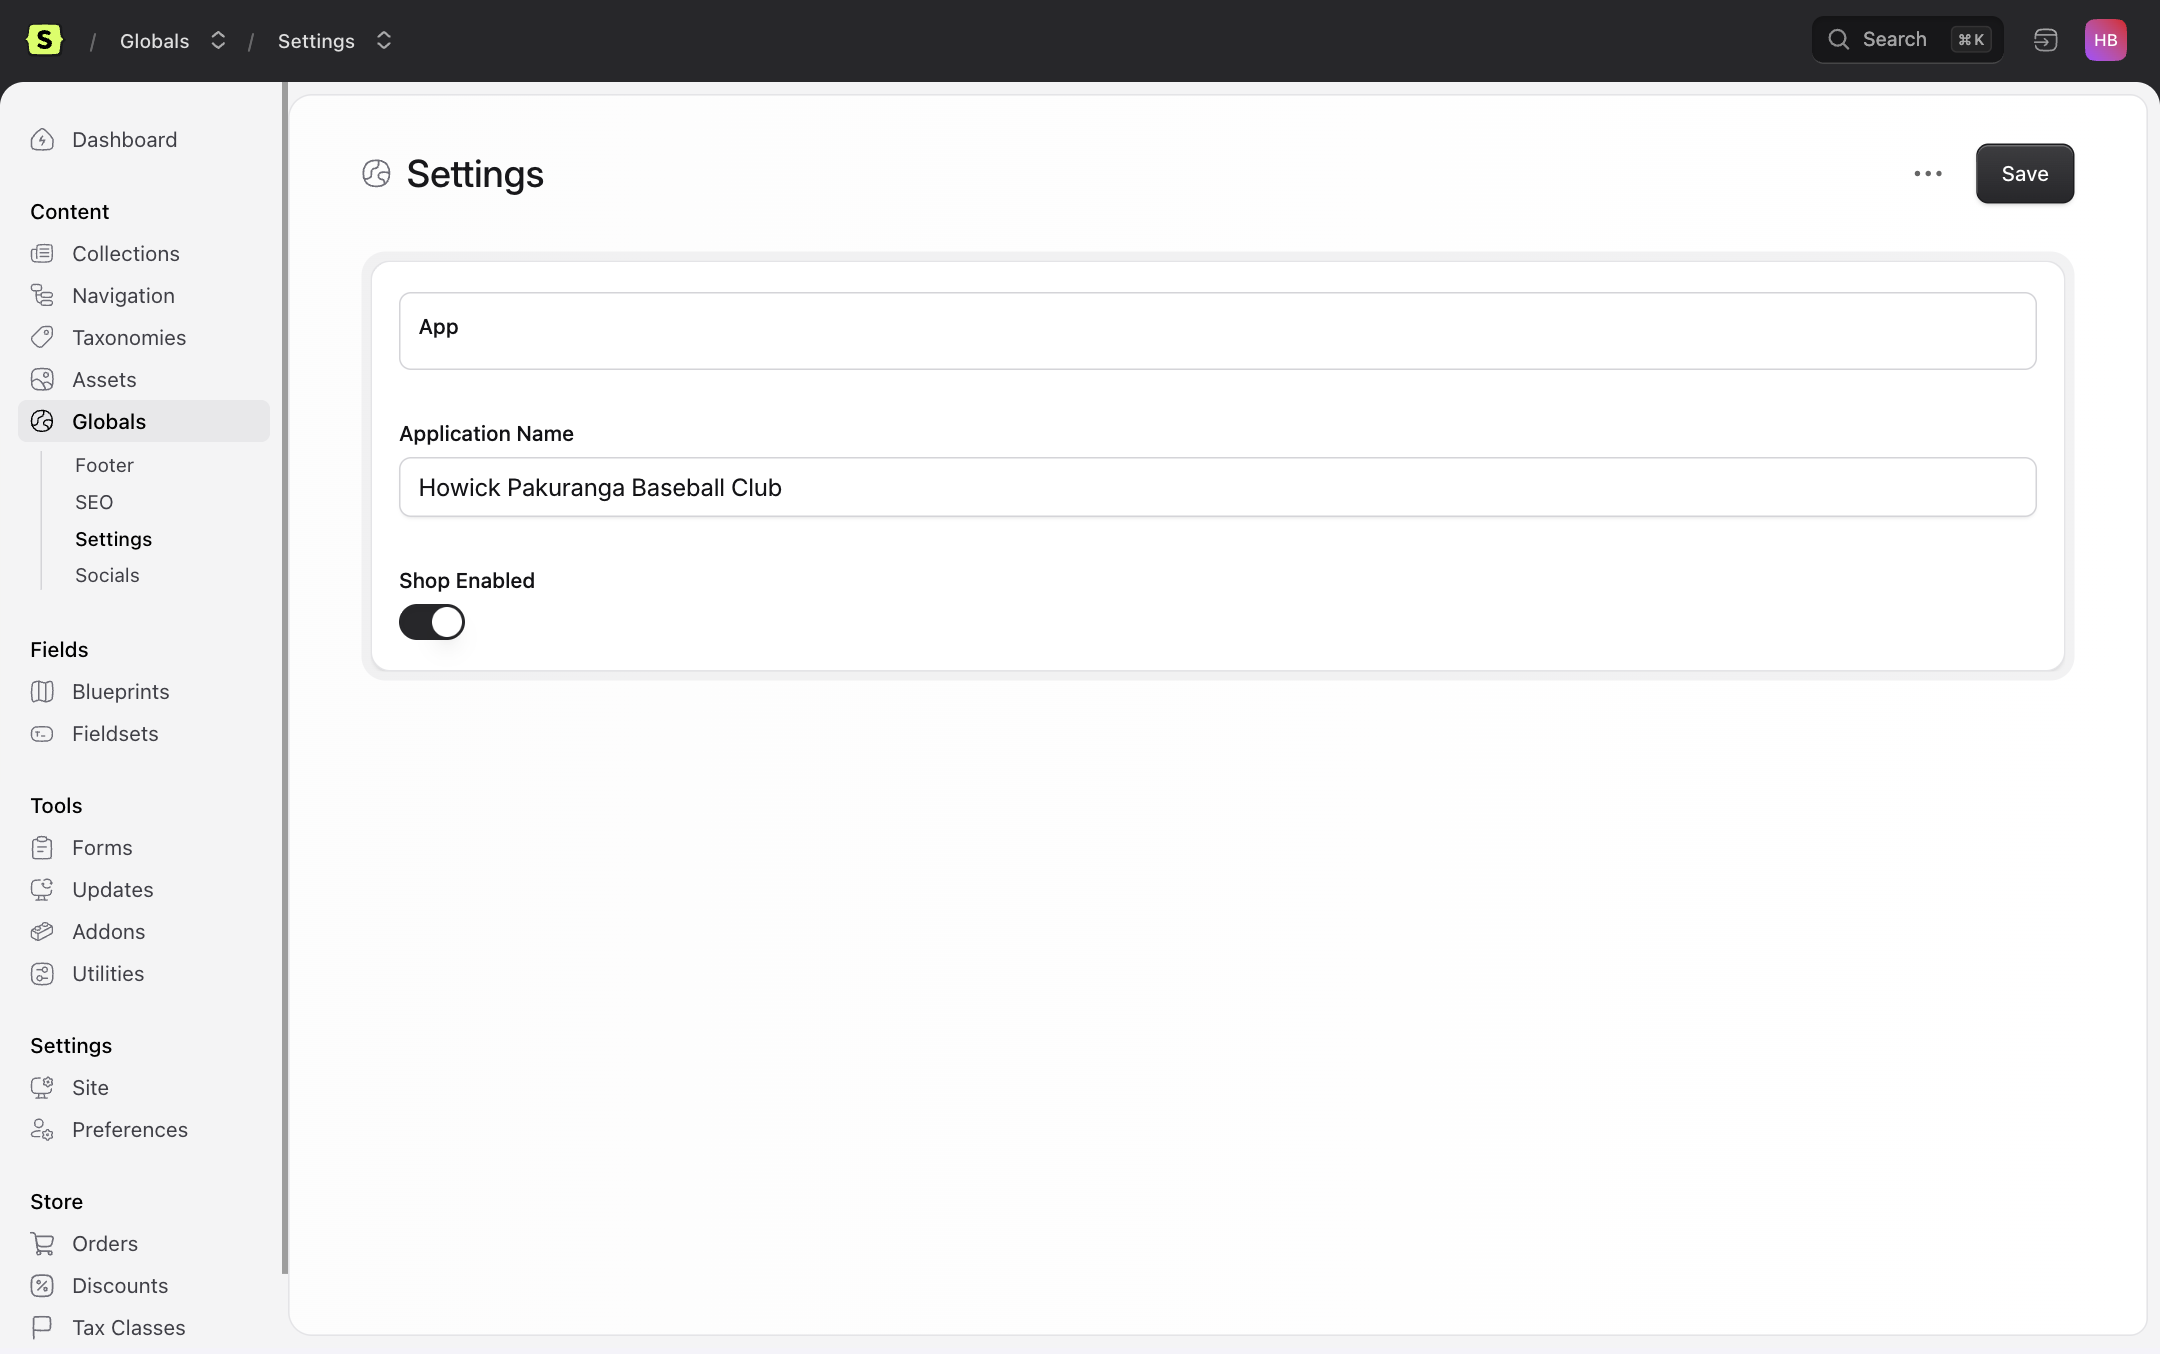 S / Globals / Settings
Search ⌘K HB
Dashboard
Content
Collections
Navigation
Taxonomies
Assets
Globals
Footer
SEO
Settings
Socials
Fields
Blueprints
Fieldsets
Tools
Forms
Updates
Addons
Utilities
Settings
Site
Preferences
Store
Orders
Discounts
Tax Classes
Settings
Save
App
Application Name
Howick Pakuranga Baseball Club
Shop Enabled